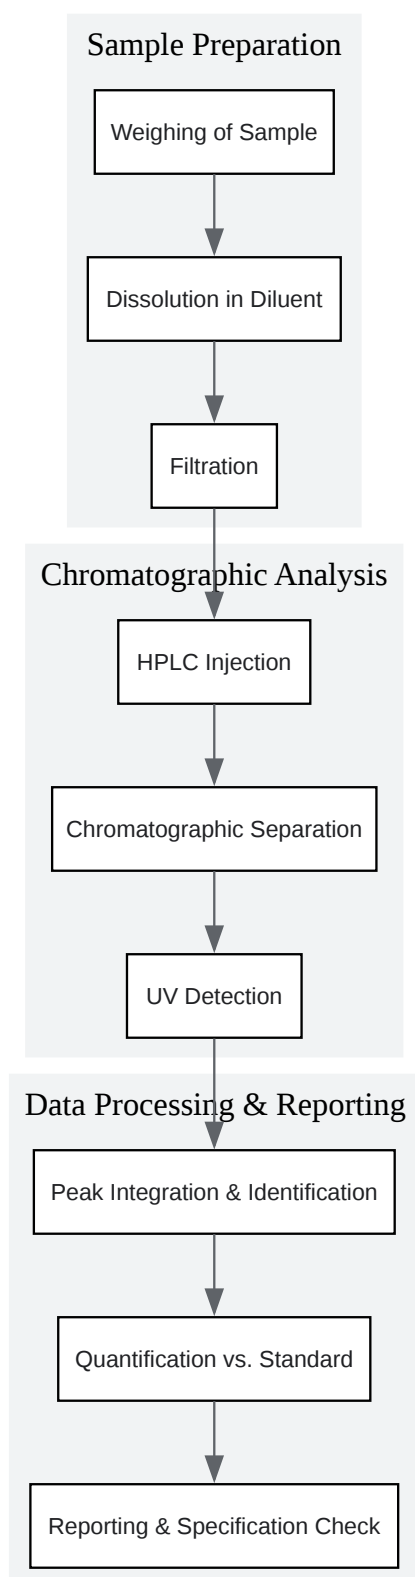 Sample Preparation
Weighing of Sample
Dissolution in Diluent
Filtration
Chromatographic Analysis
HPLC Injection
Chromatographic Separation
UV Detection
Data Processing & Reporting
Peak Integration & Identification
Quantification vs. Standard
Reporting & Specification Check